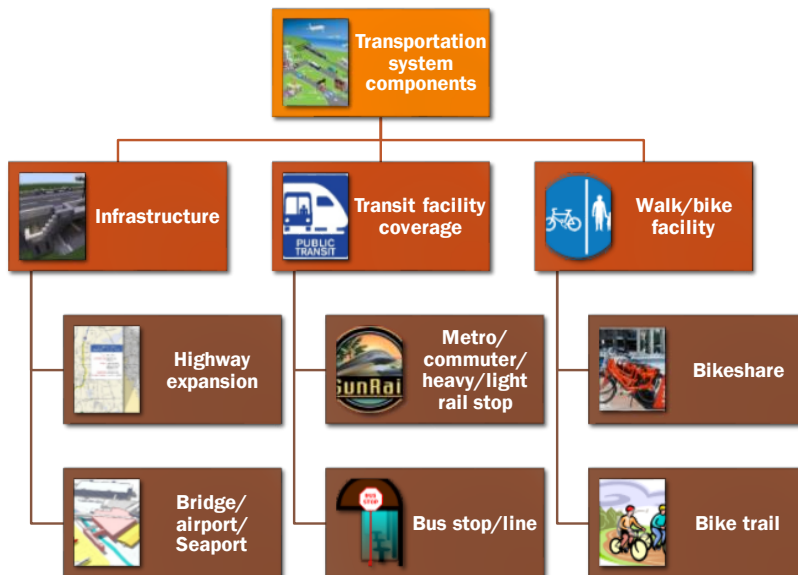 Transportation
system
components
Infrastructure
PUBLIC
TRANSIT
Transit facility
coverage
Walk/bike
facility
Highway
expansion
SunRail
Metro/
commuter/
heavy/light
rail stop
Bikeshare
Bridge/
airport/
Seaport
BUS
STOP
Bus stop/line
Bike trail